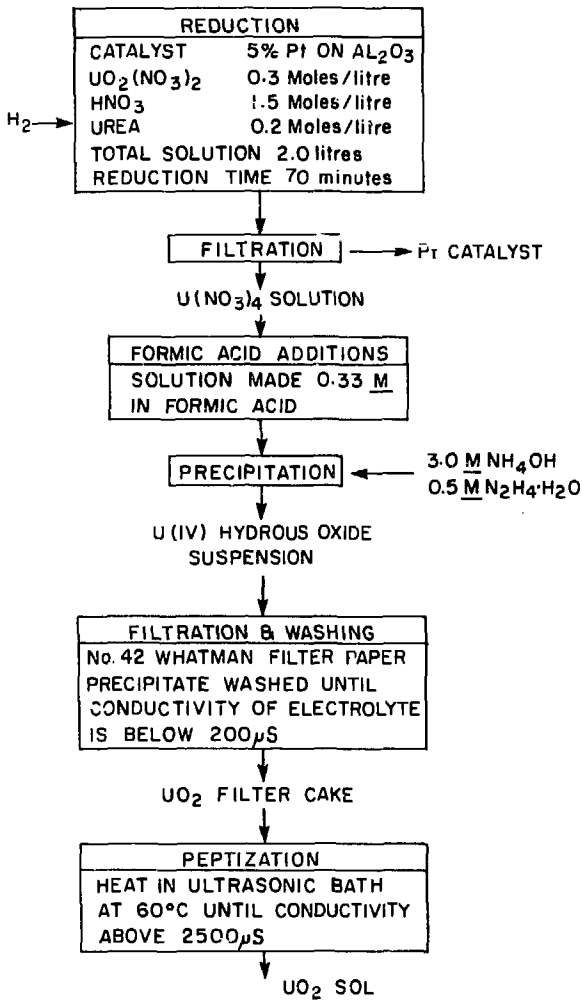 REDUCTION
CATALYST 5% Pt ON AL2O3
UO2(NO3)2 0.3 Moles/litre
HNO3 1.5 Moles/litre
H2
UREA 0.2 Moles/litre
TOTAL SOLUTION 2.0 litres
REDUCTION TIME 70 minutes
FILTRATION
PT CATALYST
U(NO3)4 SOLUTION
FORMIC ACID ADDITIONS
SOLUTION MADE 0.33 M
IN FORMIC ACID
PRECIPITATION
3.0 M NH4OH
0.5 M N2H4·H2O
U(IV) HYDROUS OXIDE
SUSPENSION
FILTRATION & WASHING
No. 42 WHATMAN FILTER PAPER
PRECIPITATE WASHED UNTIL
CONDUCTIVITY OF ELECTROLYTE
IS BELOW 200µS
UO2 FILTER CAKE
PEPTIZATION
HEAT IN ULTRASONIC BATH
AT 60°C UNTIL CONDUCTIVITY
ABOVE 2500µS
UO2 SOL